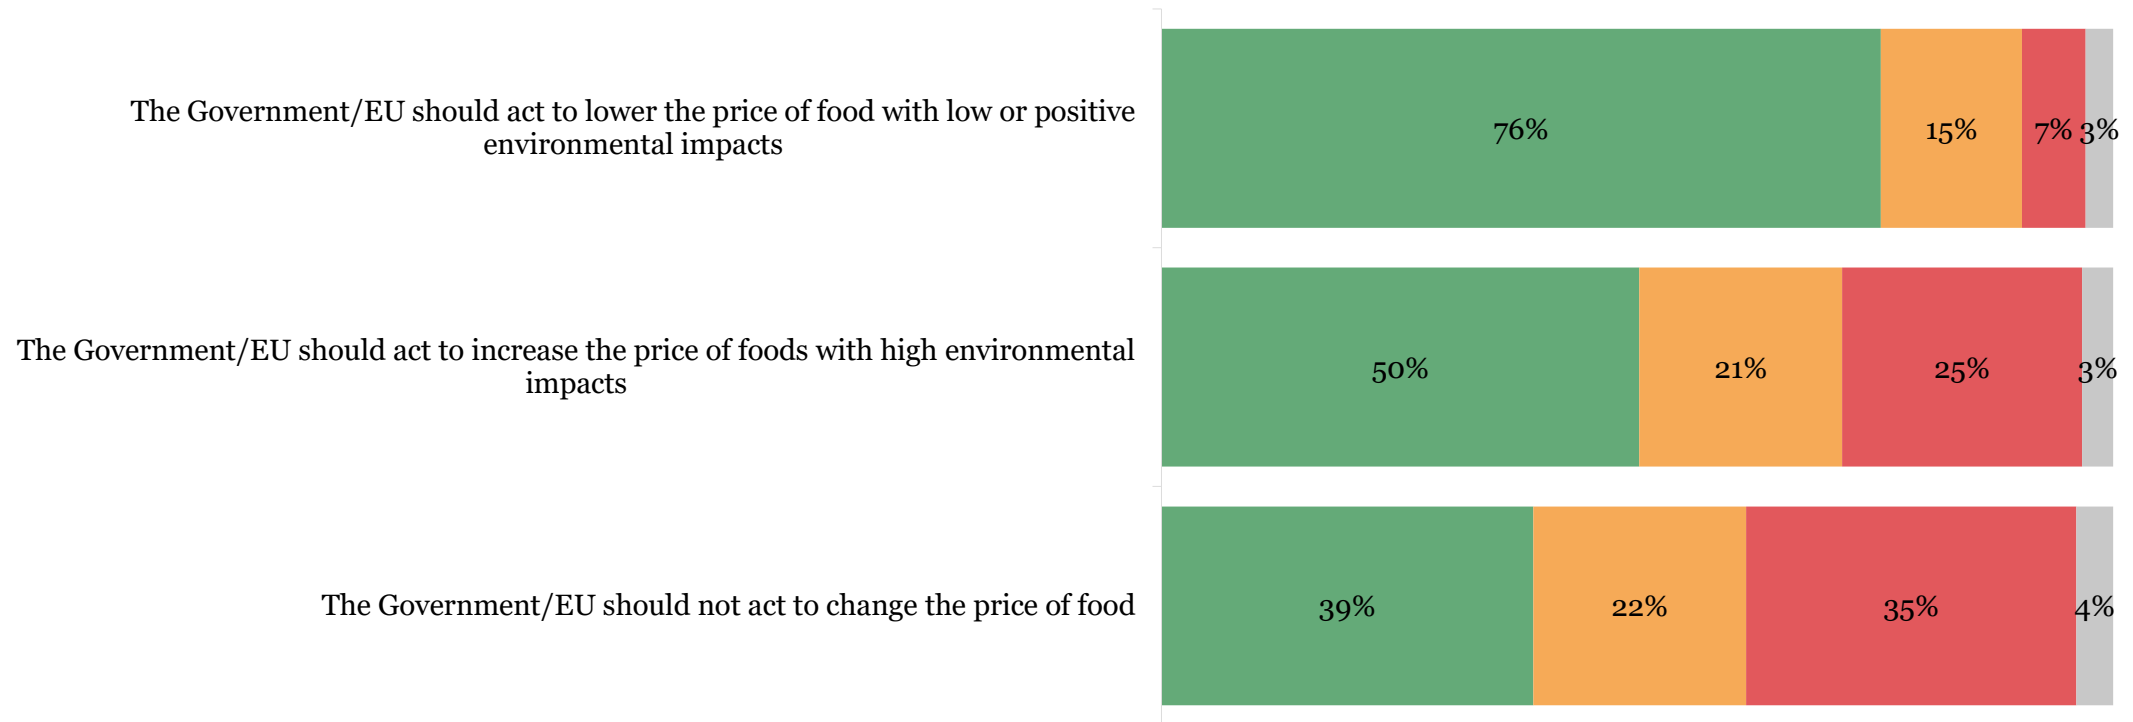 The Government/EU should act to lower the price of food with low or positive
environmental impacts
76% 15% 7% 3%
The Government/EU should act to increase the price of foods with high environmental
impacts
50% 21% 25% 3%
The Government/EU should not act to change the price of food
39% 22% 35% 4%